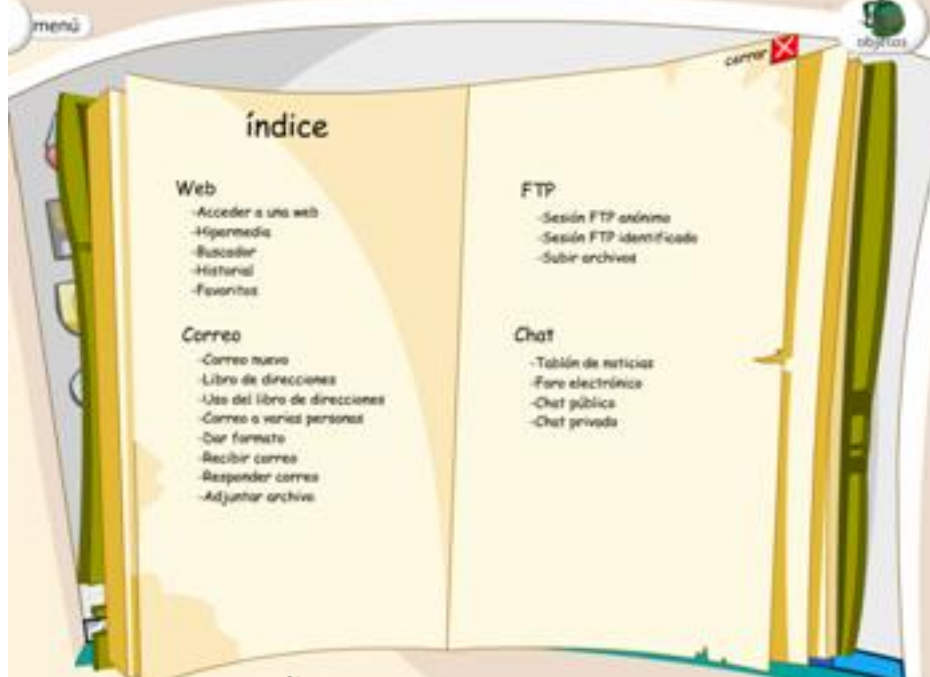 menú
objetos
cerrar
índice
Web
-Acceder a una web
-Hipermedia
-Buscador
-Historial
-Favoritos
Correo
-Correo nuevo
-Libro de direcciones
-Uso del libro de direcciones
-Correo a varias personas
-Dar formato
-Recibir correo
-Responder correo
-Adjuntar archivo
FTP
-Sesión FTP anónimo
-Sesión FTP identificado
-Subir archivos
Chat
-Tablón de noticias
-Foro electrónico
-Chat público
-Chat privado